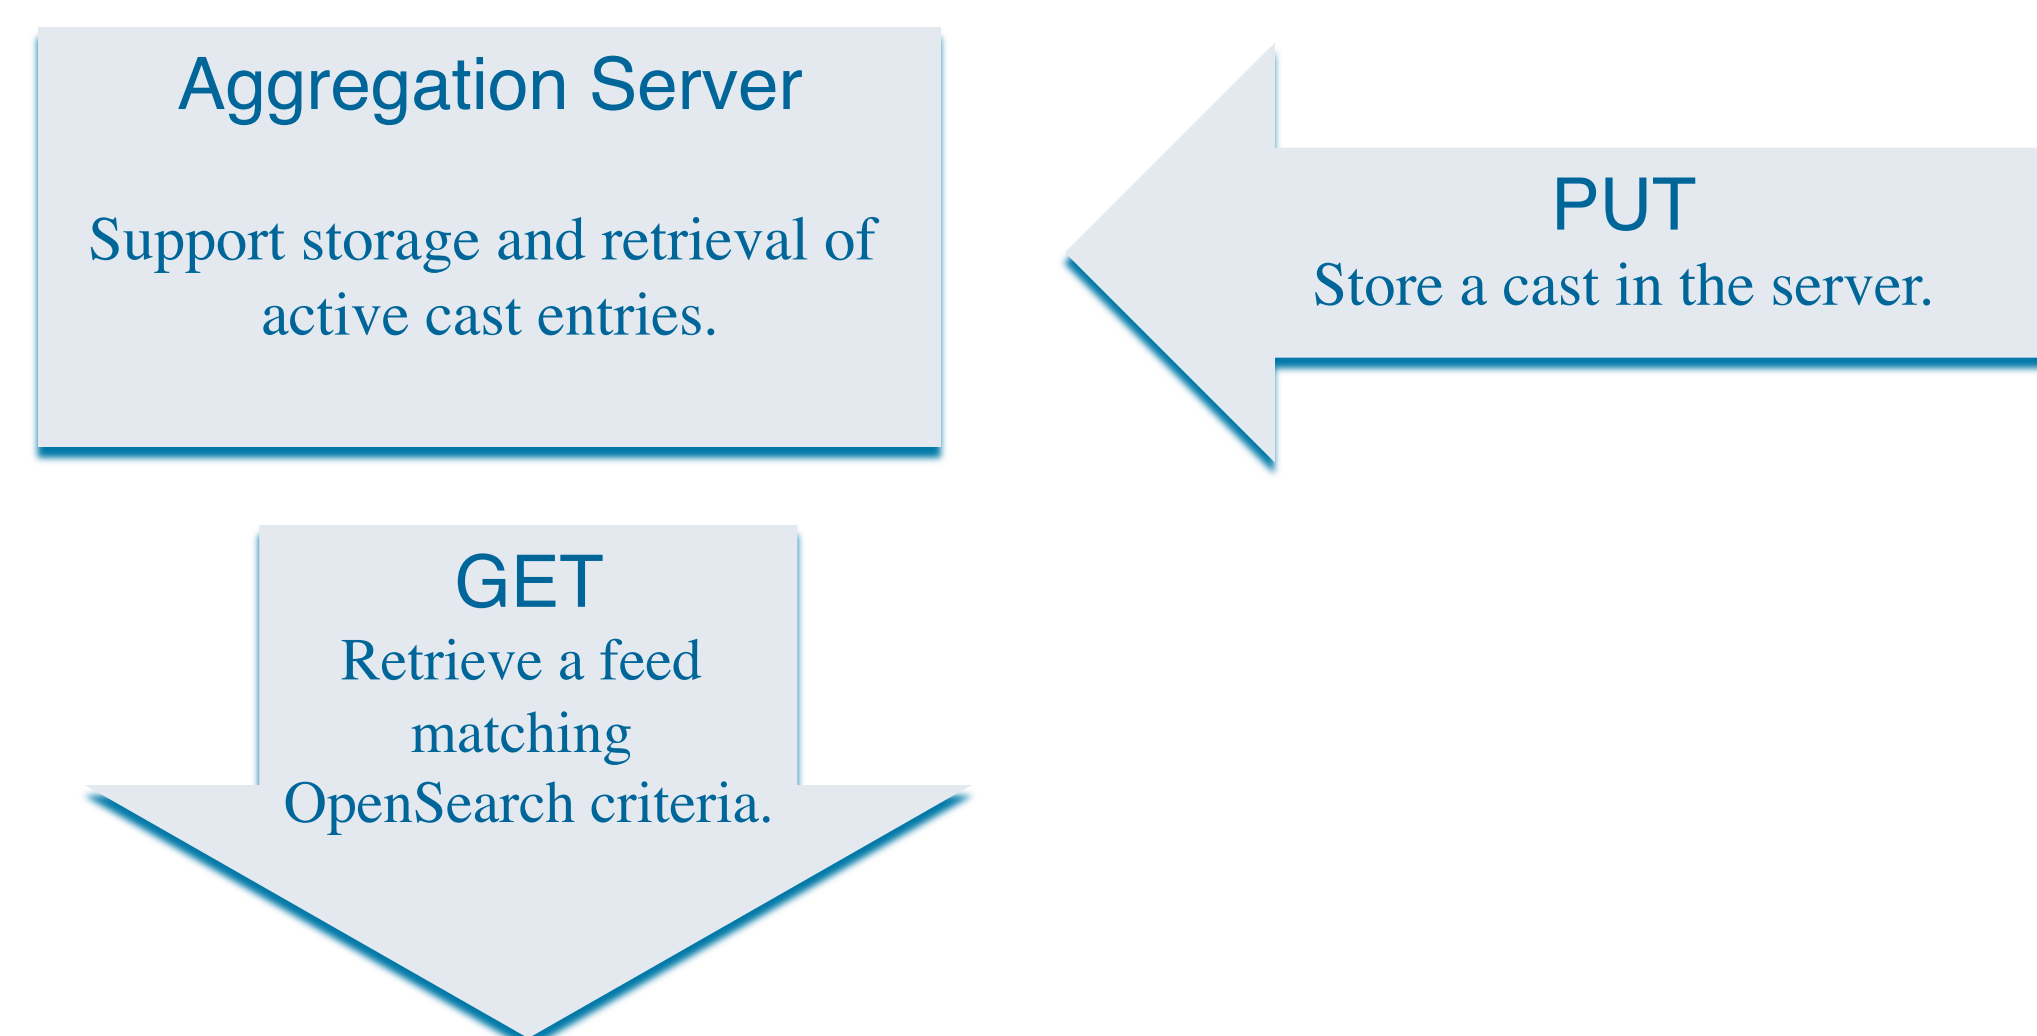 Aggregation Server
Support storage and retrieval of
active cast entries.
PUT
Store a cast in the server.
GET
Retrieve a feed
matching
OpenSearch criteria.